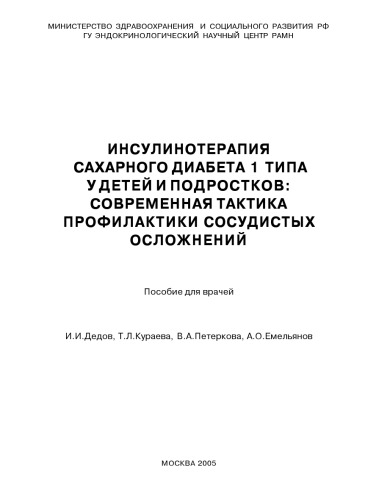 МИНИСТЕРСТВО ЗДРАВООХРАНЕНИЯ И СОЦИАЛЬНОГО РАЗВИТИЯ РФ
ГУ ЭНДОКРИНОЛОГИЧЕСКИЙ НАУЧНЫЙ ЦЕНТР РАМН
ИНСУЛИНОТЕРАПИЯ
САХАРНОГО ДИАБЕТА 1 ТИПА
У ДЕТЕЙ И ПОДРОСТКОВ:
СОВРЕМЕННАЯ ТАКТИКА
ПРОФИЛАКТИКИ СОСУДИСТЫХ
ОСЛОЖНЕНИЙ
Пособие для врачей
И.И.Дедов, Т.Л.Кураева, В.А.Петеркова, А.О.Емельянов
МОСКВА 2005